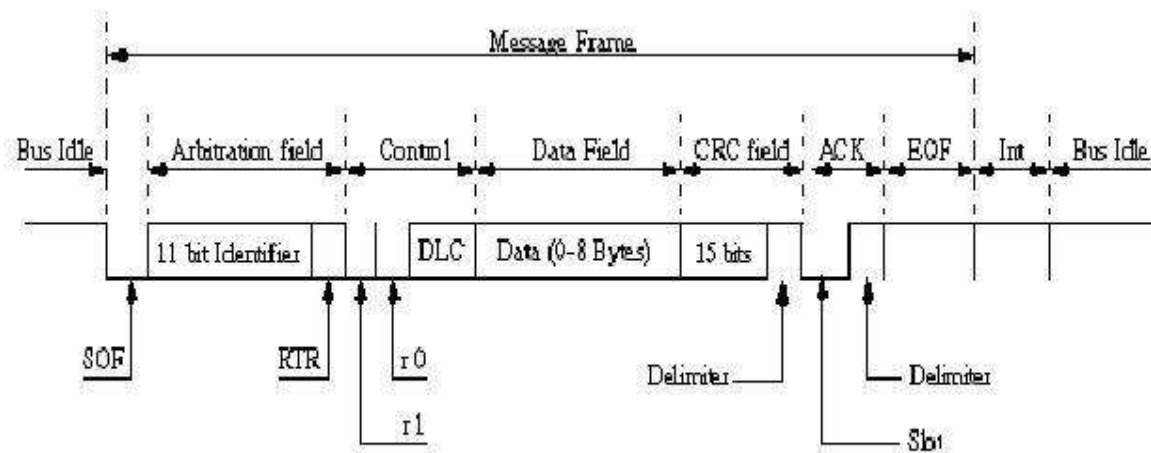 Message Frame
Bus Idle Arbitration field Control Data Field CRC field ACK EOF Int Bus Idle
11 bit Identifier DLC Data (0-8 Bytes) 15 bits
SOF RTR r0 Delimiter Delimiter
r1 Slot